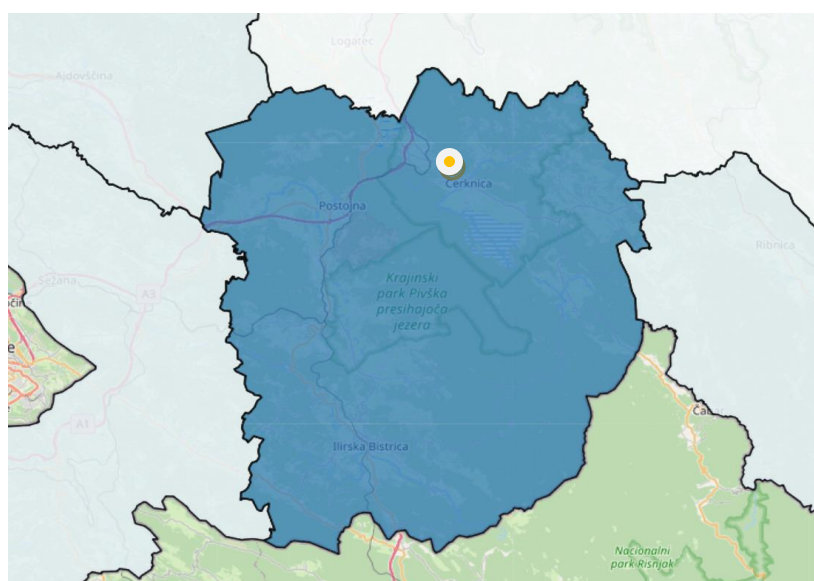 Logatec
Ajdovščina
Cerknica
Postojna
Ribnica
Krajinski
park Pivška
presihajoča
jezera
Sežana
A3
A1
Ilirska Bistrica
Nacionalni
park Risnjak